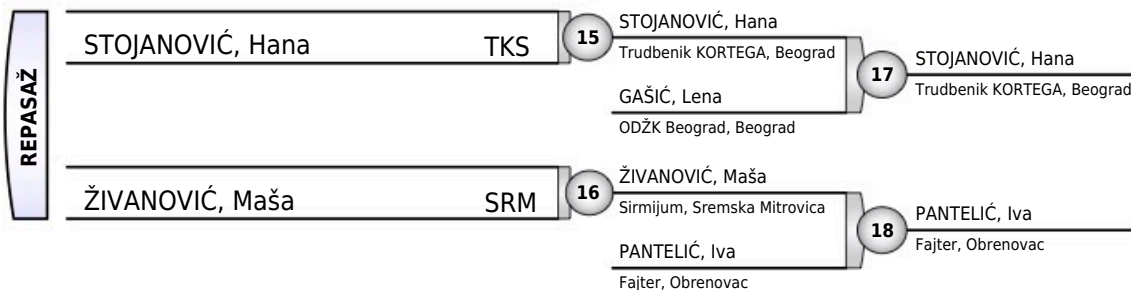 REPASAŽ
STOJANOVIĆ, Hana TKS
15
STOJANOVIĆ, Hana
Trudbenik KORTEGA, Beograd
GAŠIĆ, Lena
ODŽK Beograd, Beograd
17
STOJANOVIĆ, Hana
Trudbenik KORTEGA, Beograd
ŽIVANOVIĆ, Maša SRM
16
ŽIVANOVIĆ, Maša
Sirmijum, Sremska Mitrovica
PANTELIĆ, Iva
Fajter, Obrenovac
18
PANTELIĆ, Iva
Fajter, Obrenovac